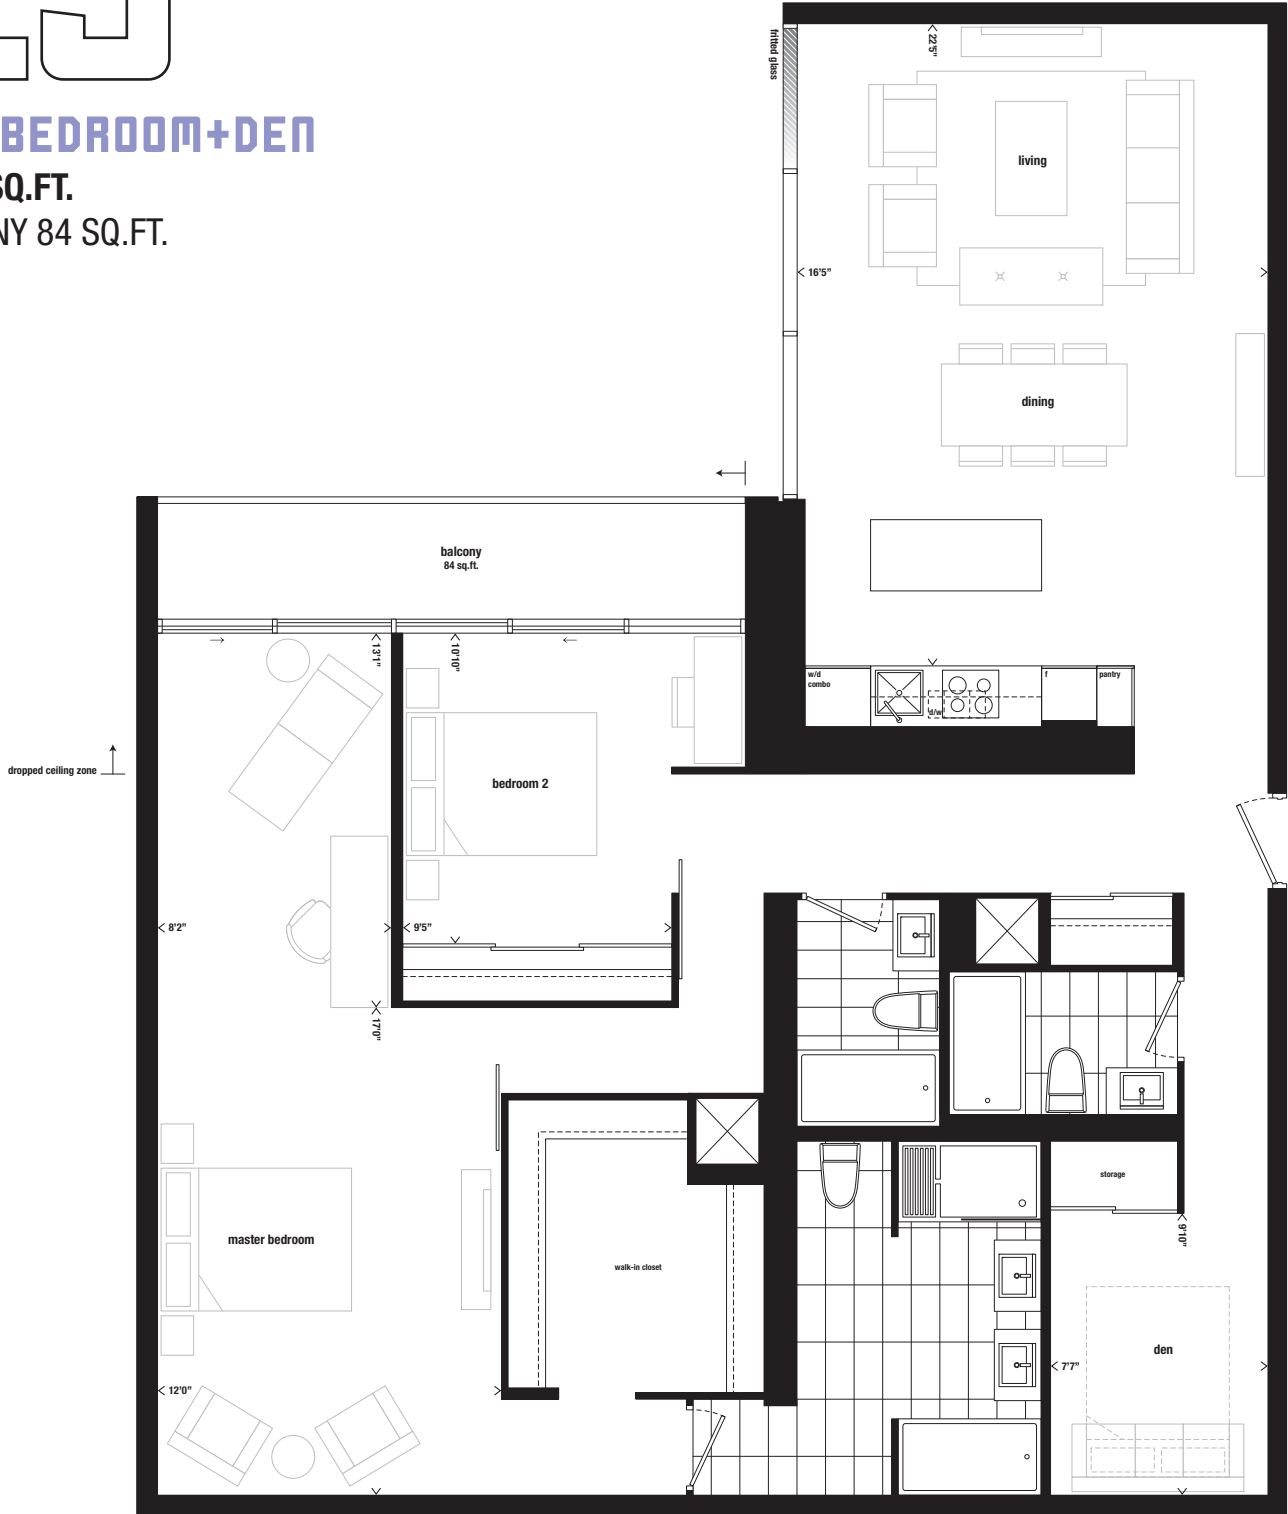 BEDROOM+DEN
SQ.FT.
NY 84 SQ.FT.
fritted glass
22'5"
living
16'5"
dining
balcony
84 sq.ft.
13'1"
10'10"
w/d
combo
d/w
f
pantry
dropped ceiling zone
bedroom 2
8'2"
9'5"
17'0"
storage
9'10"
master bedroom
walk-in closet
den
7'7"
12'0"